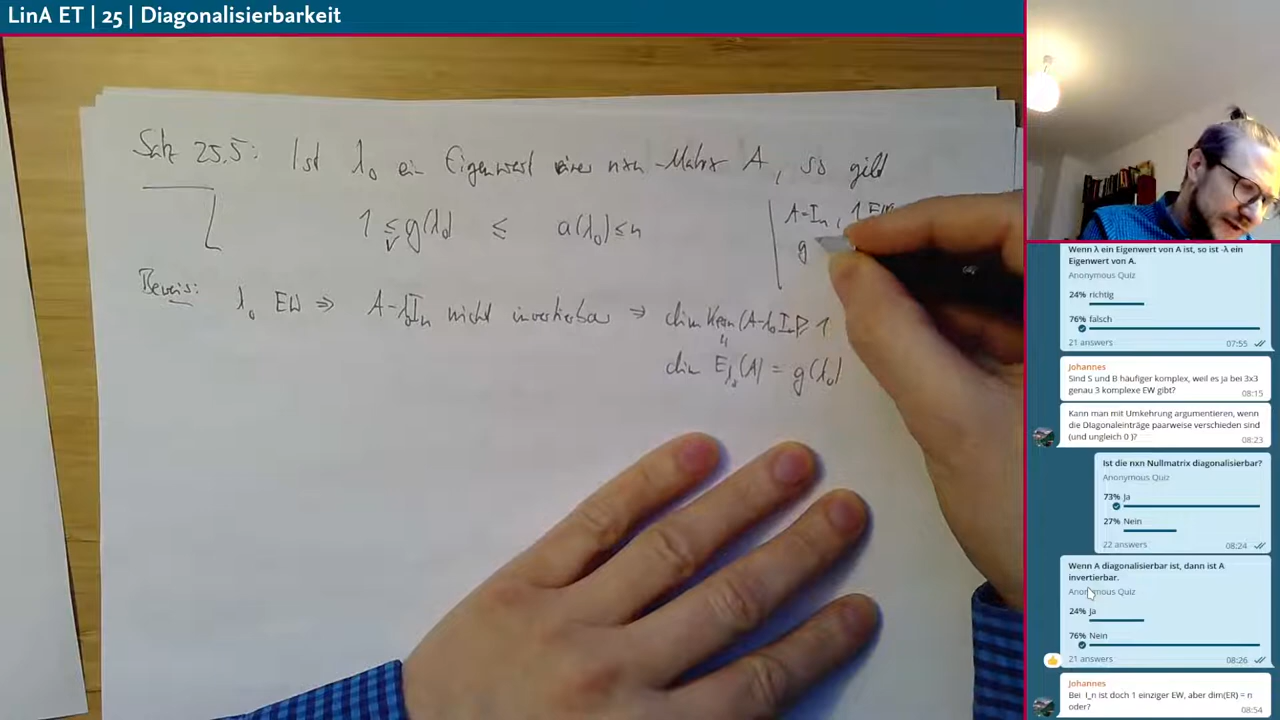 LinA ET | 25 | Diagonalisierbarkeit
Satz 25.5: Ist λ₀ ein Eigenwert einer nxn-Matrix A, so gilt
1 ≤ g(λ₀) ≤ a(λ₀) ≤ n
A=Iₙ, 1 EW
g
Beweis: λ₀ EW ⇒ A-λ₀Iₙ nicht invertierbar ⇒ dim Kern(A-λ₀Iₙ) ≥ 1
dim E_λ₀(A) = g(λ₀)
Wenn λ ein Eigenwert von A ist, so ist -λ ein
Eigenwert von A.
Anonymous Quiz
24% richtig
76% falsch
21 answers 07:55
Johannes
Sind S und B häufiger komplex, weil es ja bei 3x3
genau 3 komplexe EW gibt?
08:15
Kann man mit Umkehrung argumentieren, wenn
die DIagonaleinträge paarweise verschieden sind
(und ungleich 0 )?
08:23
Ist die nxn Nullmatrix diagonalisierbar?
Anonymous Quiz
73% Ja
27% Nein
22 answers 08:24
Wenn A diagonalisierbar ist, dann ist A
invertierbar.
Anonymous Quiz
24% Ja
76% Nein
21 answers 08:26
Johannes
Bei I_n ist doch 1 einziger EW, aber dim(ER) = n
oder?
08:54